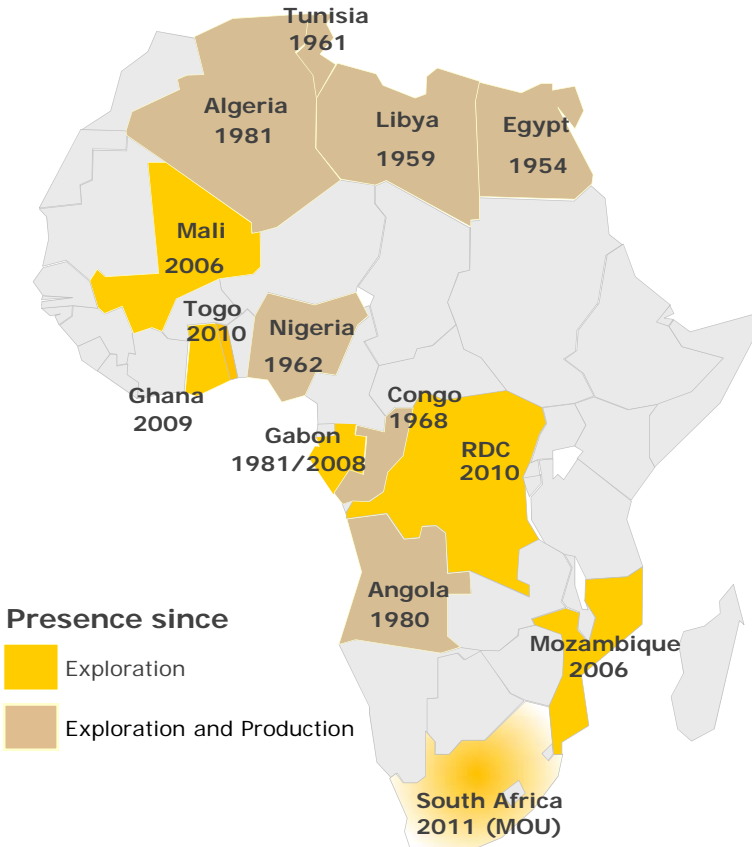 Tunisia
1961
Algeria
1981
Libya
1959
Egypt
1954
Mali
2006
Togo
2010
Nigeria
1962
Ghana
2009
Congo
1968
Gabon
1981/2008
RDC
2010
Angola
1980
Presence since
Exploration
Exploration and Production
Mozambique
2006
South Africa
2011 (MOU)